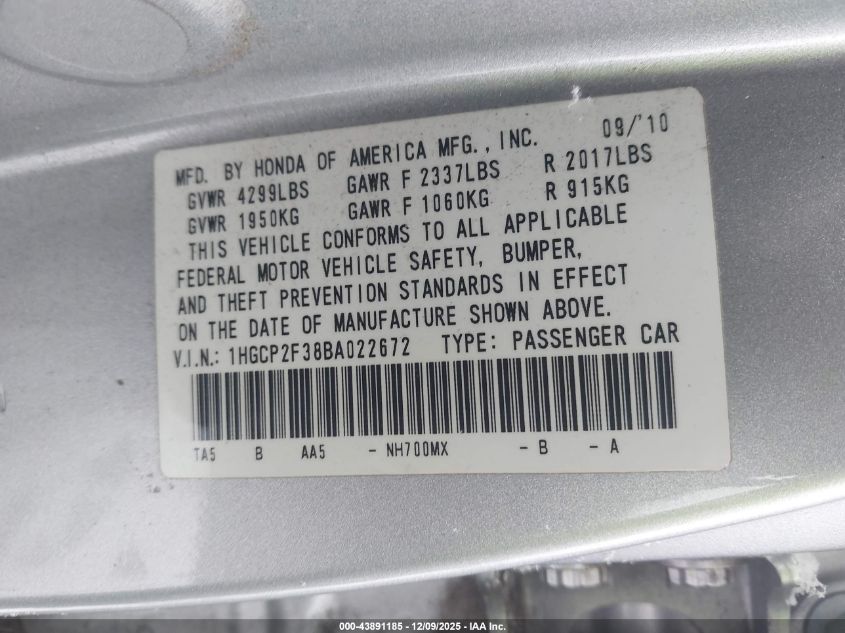 09/'10
MFD. BY HONDA OF AMERICA MFG., INC.
GVWR 4299LBS GAWR F 2337LBS R 2017LBS
GVWR 1950KG GAWR F 1060KG R 915KG
THIS VEHICLE CONFORMS TO ALL APPLICABLE
FEDERAL MOTOR VEHICLE SAFETY, BUMPER,
AND THEFT PREVENTION STANDARDS IN EFFECT
ON THE DATE OF MANUFACTURE SHOWN ABOVE.
V.I.N.: 1HGCP2F38BA022672 TYPE: PASSENGER CAR
TA5 B AA5 - NH700MX - B - A
000-43891185 - 12/09/2025 - IAA Inc.